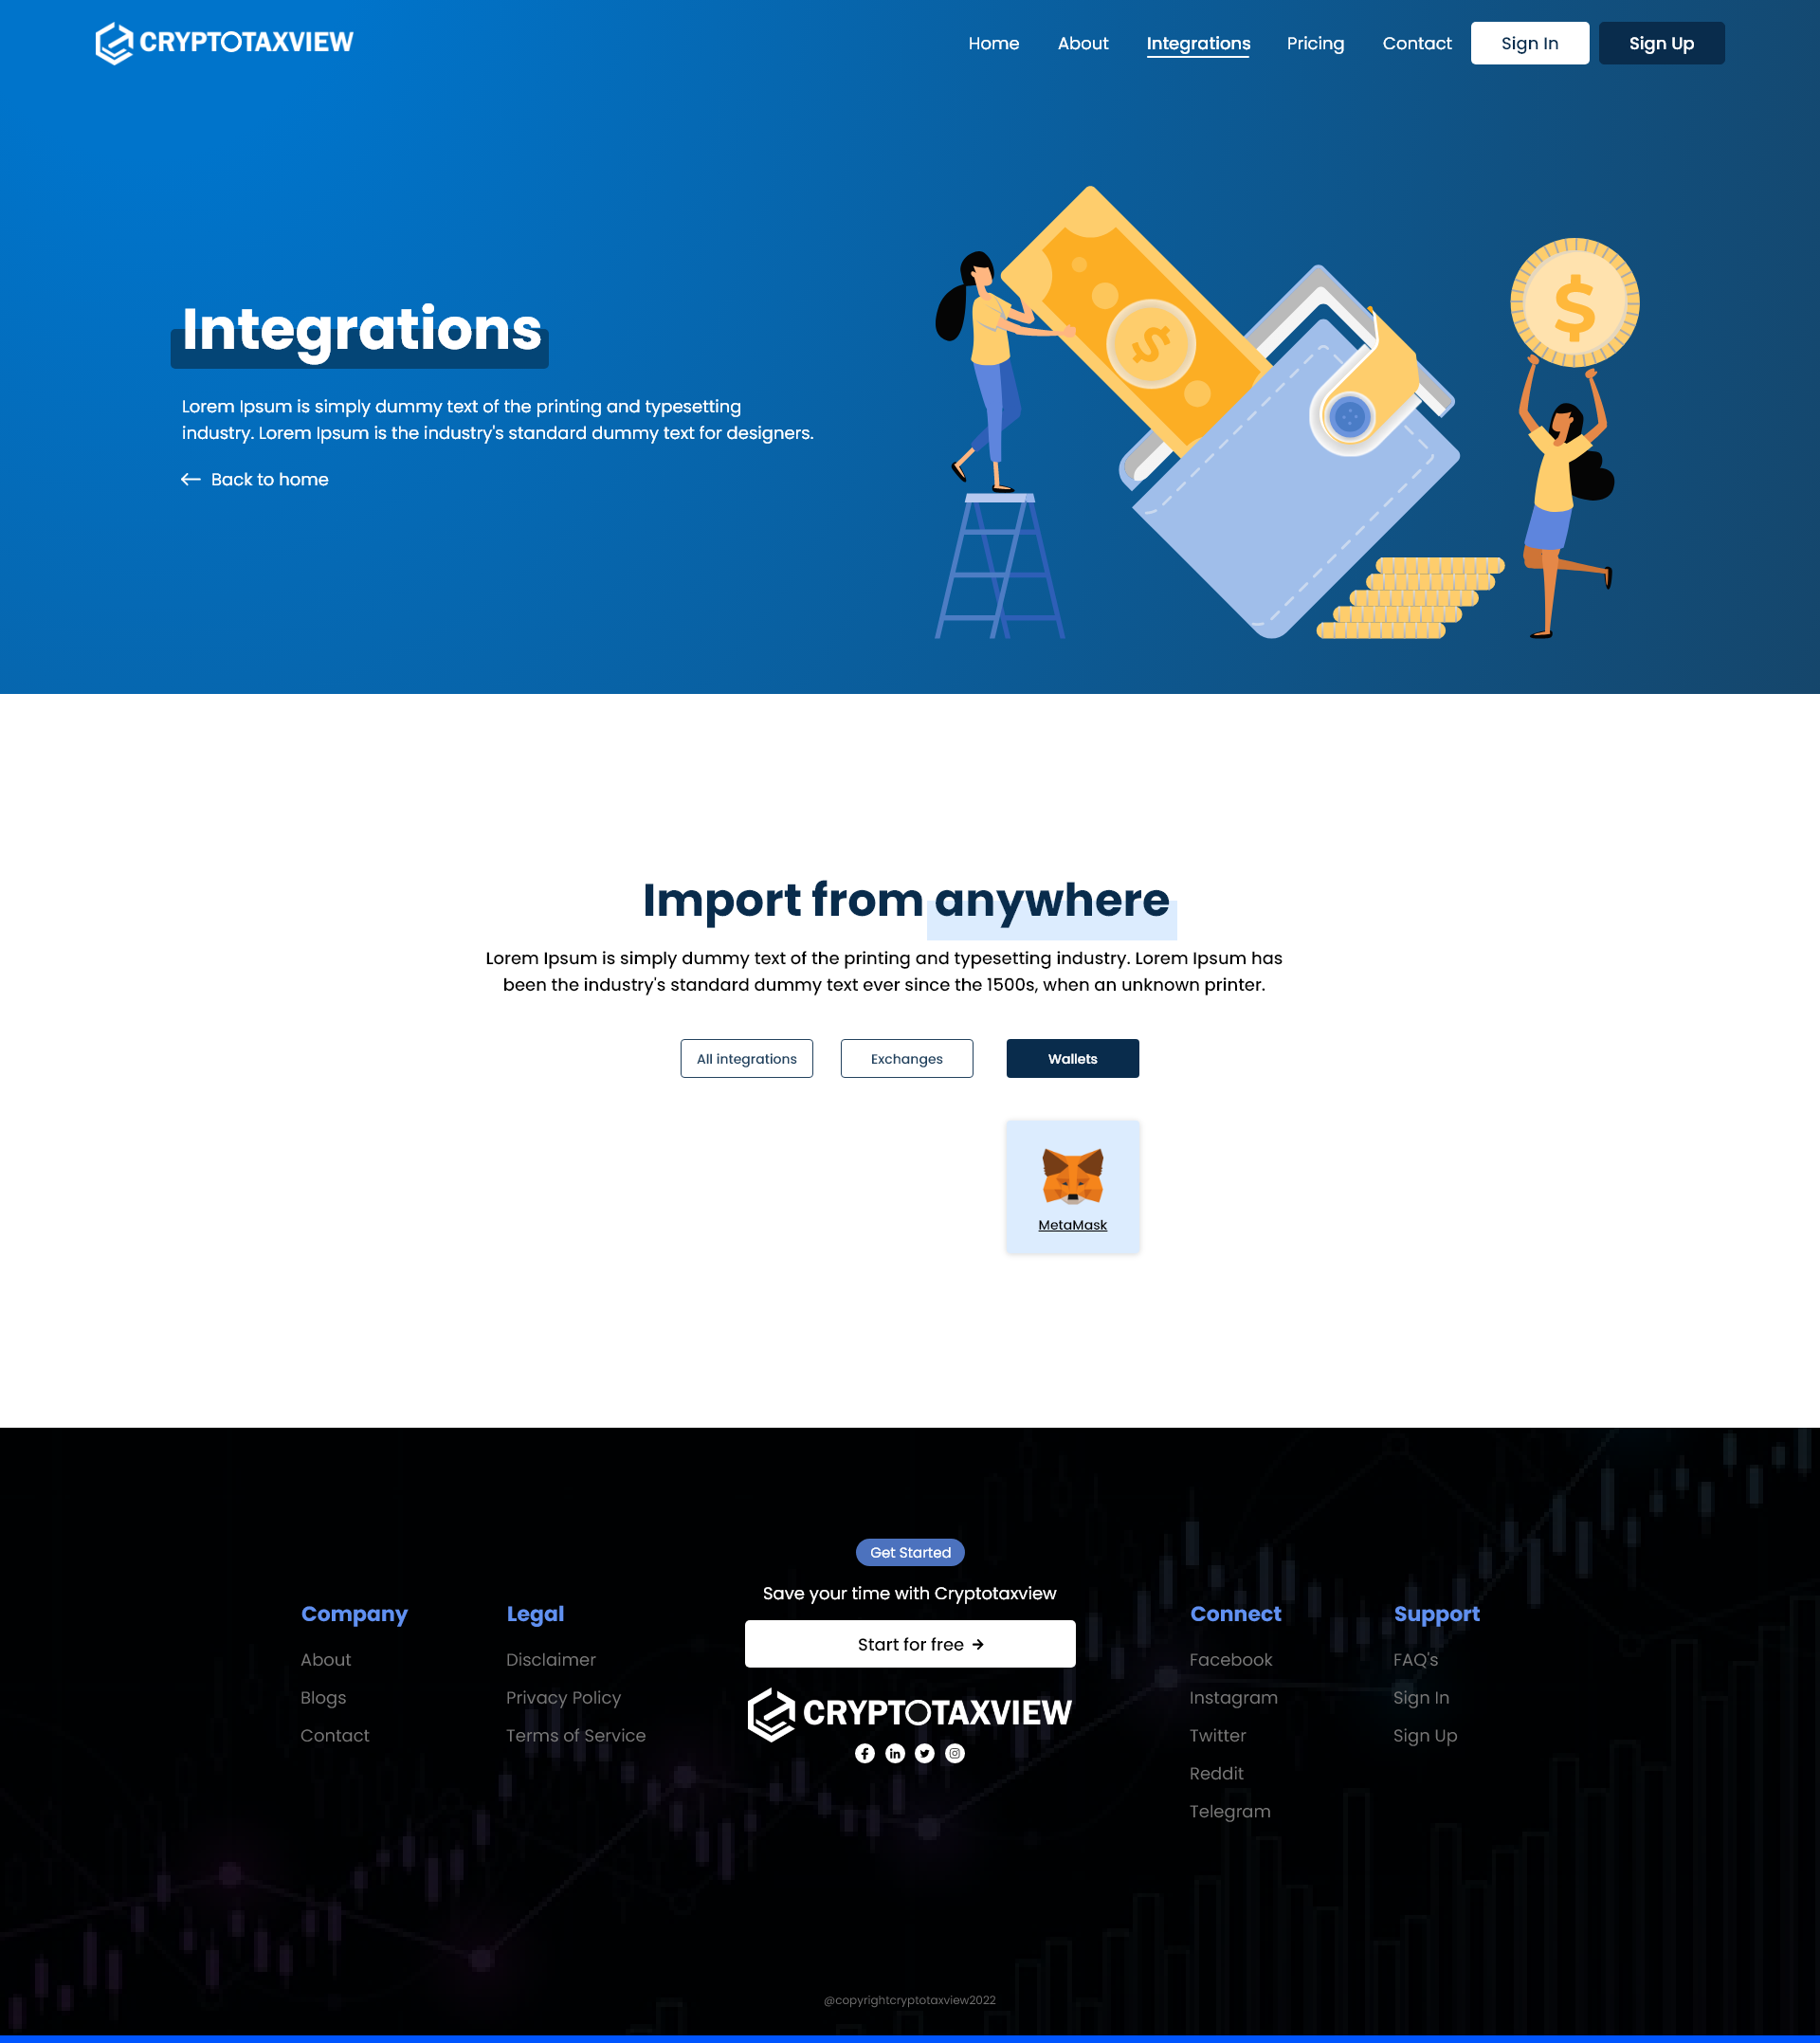 CRYPTOTAXVIEW
Home About Integrations Pricing Contact Sign In Sign Up
Integrations
Lorem Ipsum is simply dummy text of the printing and typesetting
industry. Lorem Ipsum is the industry's standard dummy text for designers.
← Back to home
$
$
Import from anywhere
Lorem Ipsum is simply dummy text of the printing and typesetting industry. Lorem Ipsum has
been the industry's standard dummy text ever since the 1500s, when an unknown printer.
All integrations Exchanges Wallets
MetaMask
Company
About
Blogs
Contact
Legal
Disclaimer
Privacy Policy
Terms of Service
Get Started
Save your time with Cryptotaxview
Start for free →
CRYPTOTAXVIEW
f in
Connect
Facebook
Instagram
Twitter
Reddit
Telegram
Support
FAQ's
Sign In
Sign Up
@copyrightcryptotaxview2022